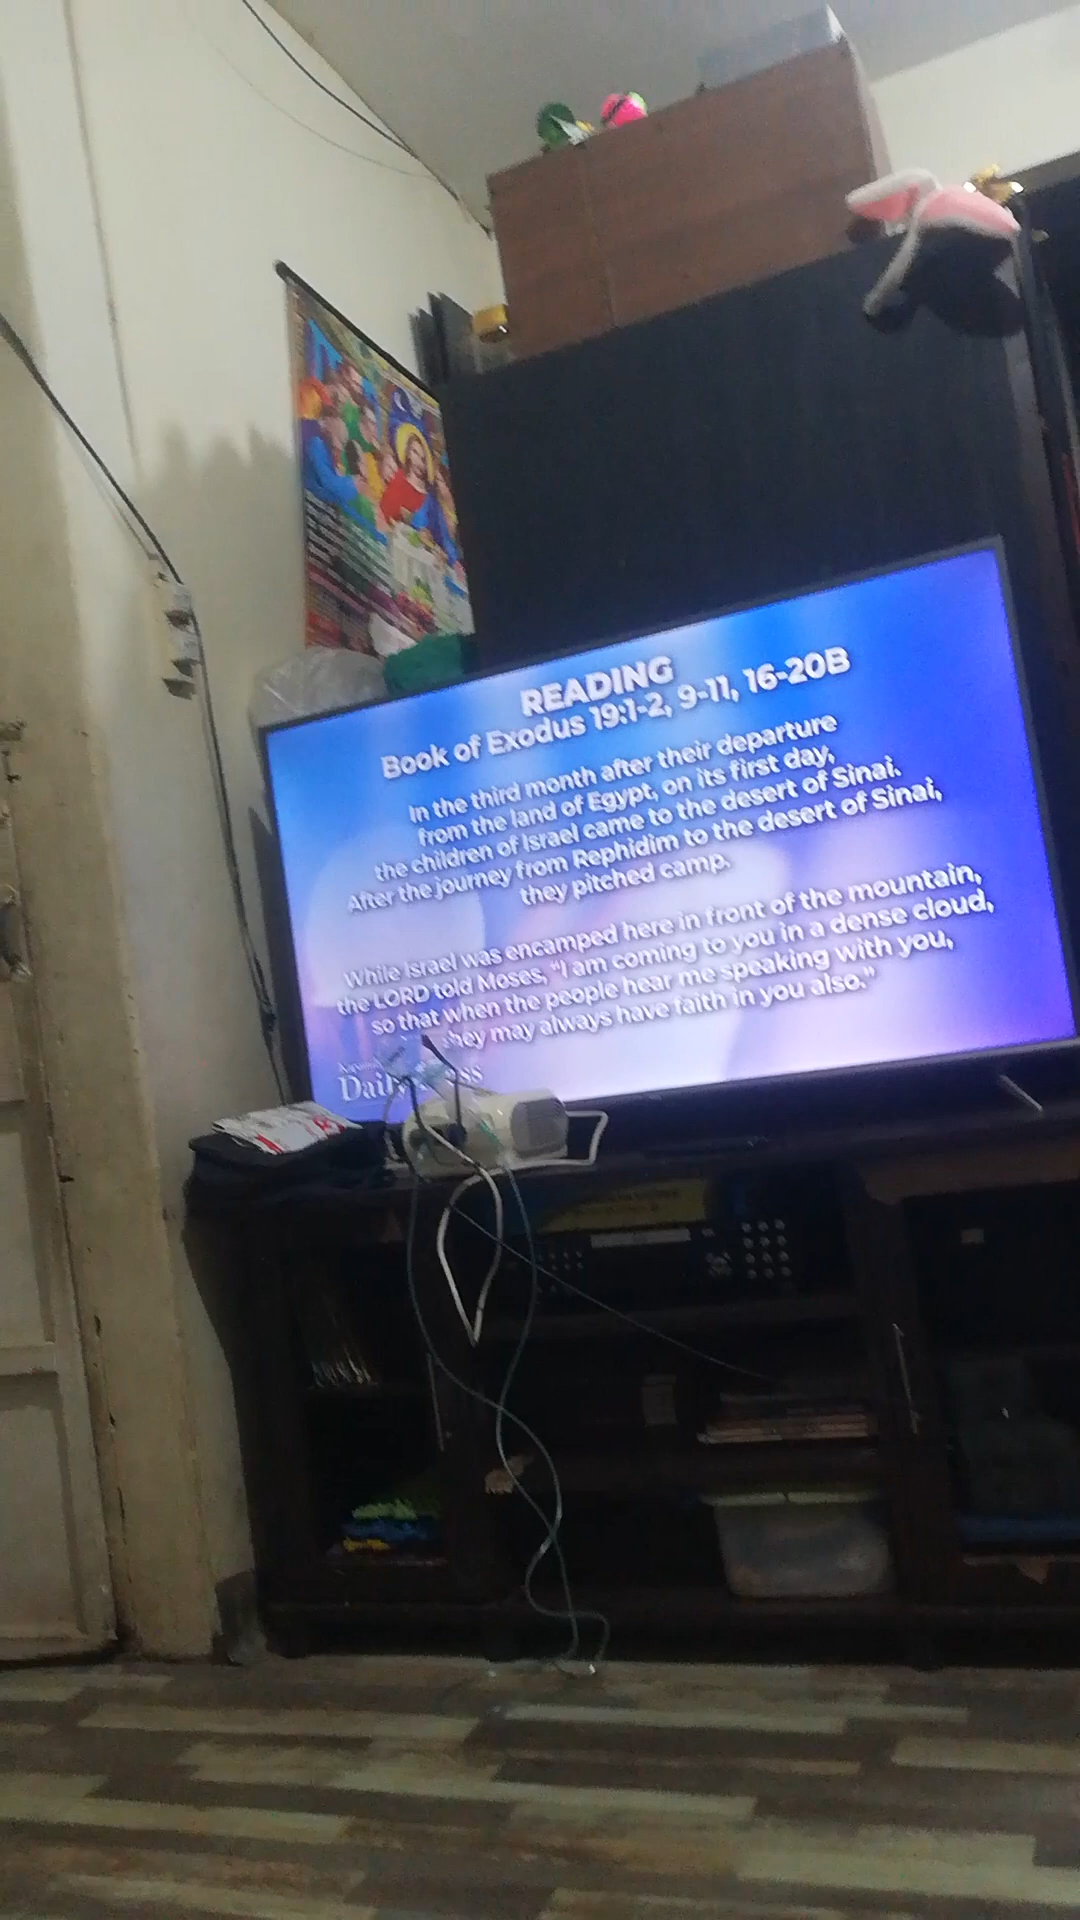 READING
Book of Exodus 19:1-2, 9-11, 16-20B
In the third month after their departure
from the land of Egypt, on its first day,
the children of Israel came to the desert of Sinai.
After the journey from Rephidim to the desert of Sinai,
they pitched camp.
While Israel was encamped here in front of the mountain,
the LORD told Moses, "I am coming to you in a dense cloud,
so that when the people hear me speaking with you,
they may always have faith in you also."
Daily